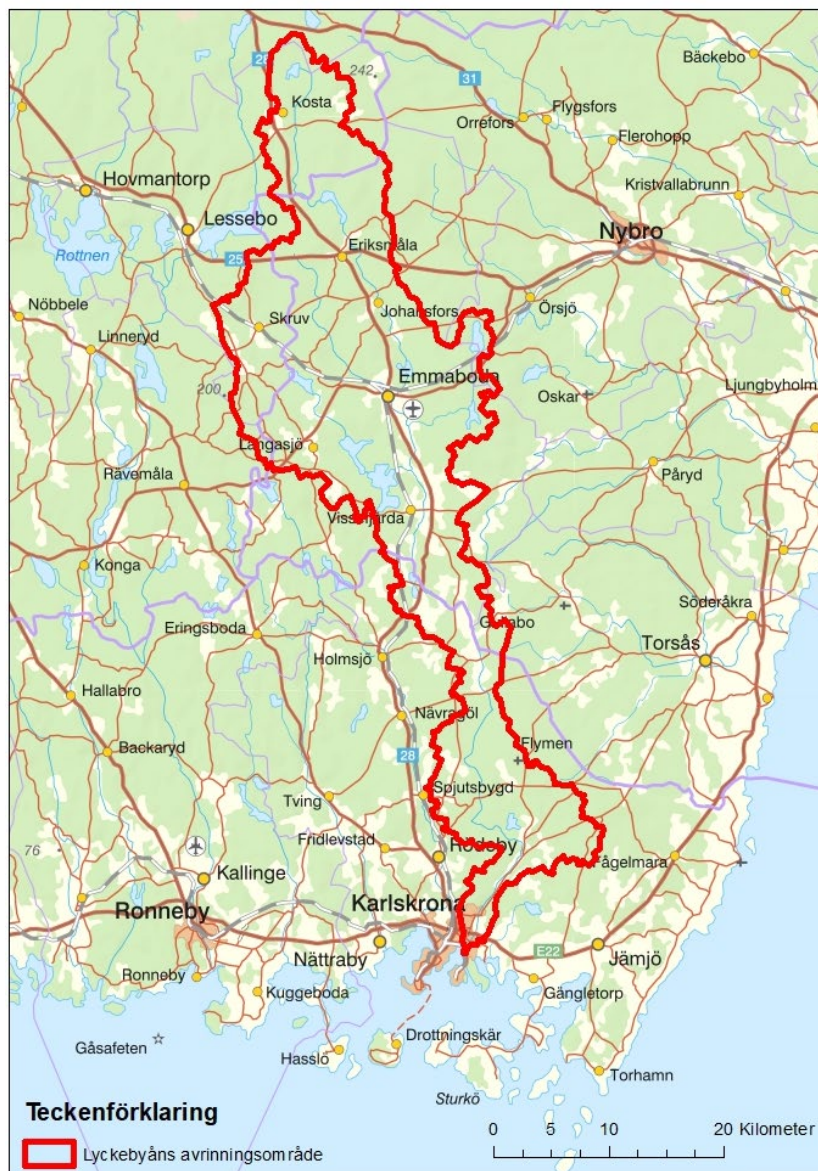 28
242
31
Bäckebo
Kosta
Orrefors
Flygsfors
Flerohopp
Hovmantorp
Kristvallabrunn
Lessebo
Nybro
Rottnen
25
Eriksmåla
Nöbbele
Johansfors
Örsjö
Skruv
Linneryd
Emmaboda
Ljungbyholm
200
Oskar
Långasjö
Påryd
Rävemåla
Vissefjärda
Konga
Gullabo
Söderåkra
Eringsboda
Torsås
Holmsjö
Hallabro
Nävragöl
Flymen
Backaryd
28
Spjutsbygd
Tving
Fridlevstad
Rödeby
Fågelmara
76
Kallinge
Karlskrona
Ronneby
E22
Nättraby
Jämjö
Ronneby
Gängletorp
Kuggeboda
Gåsafeten
Drottningskär
Hasslö
Torhamn
Sturkö
Teckenförklaring
Lyckebyåns avrinningsområde
0 5 10 20 Kilometer